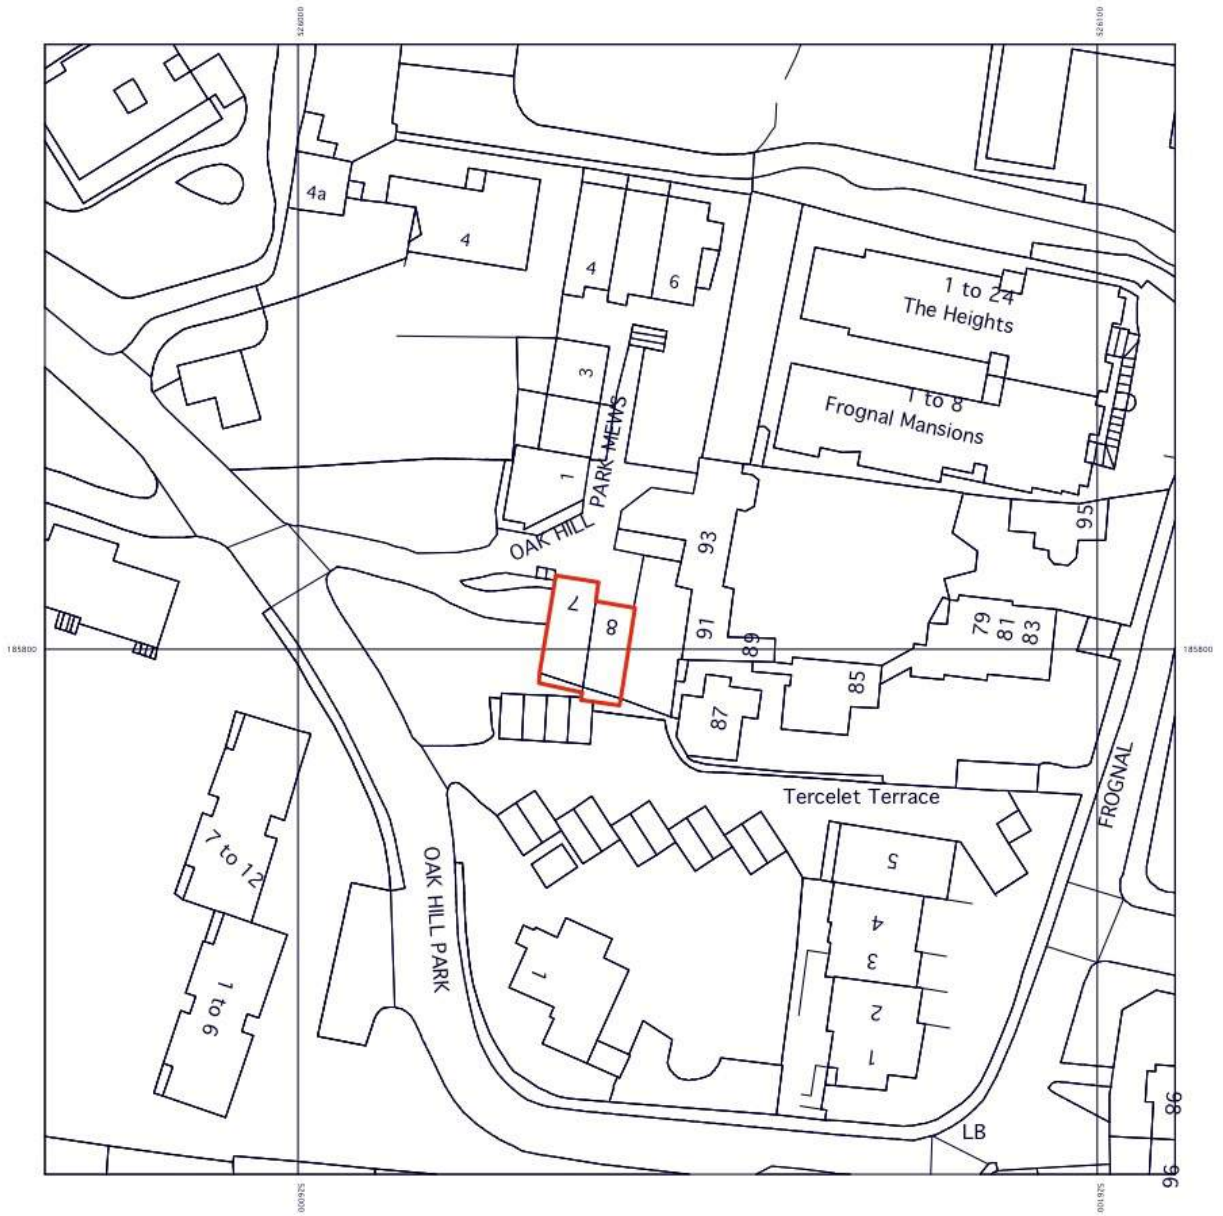 526000
526100
4a
4
4
6
1 to 24
The Heights
3
1 to 8
Frognal Mansions
1
OAK HILL PARK MEWS
95
93
7
8
91
89
79
81
83
185800
185800
85
87
FROGNAL
Tercelet Terrace
7 to 12
OAK HILL PARK
5
4
3
2
1
1
1 to 6
LB
98
96
526000
526100